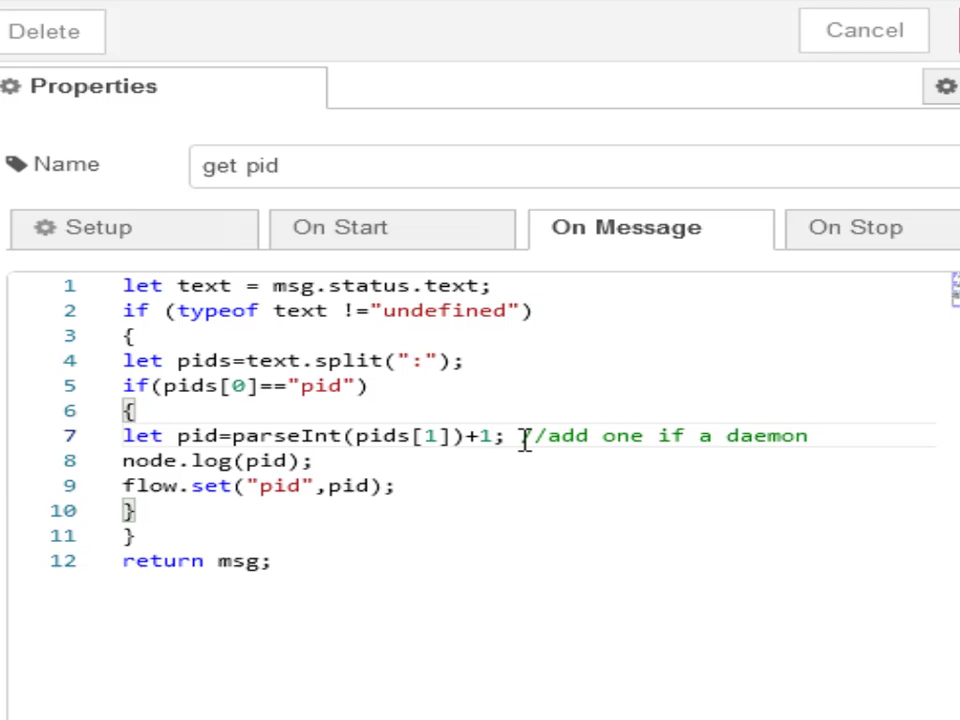 Delete
Cancel
Properties
Name
get pid
Setup
On Start
On Message
On Stop
1 let text = msg.status.text;
2 if (typeof text !="undefined")
3 {
4 let pids=text.split(":");
5 if(pids[0]=="pid")
6 {
7 let pid=parseInt(pids[1])+1; //add one if a daemon
8 node.log(pid);
9 flow.set("pid",pid);
10 }
11 }
12 return msg;